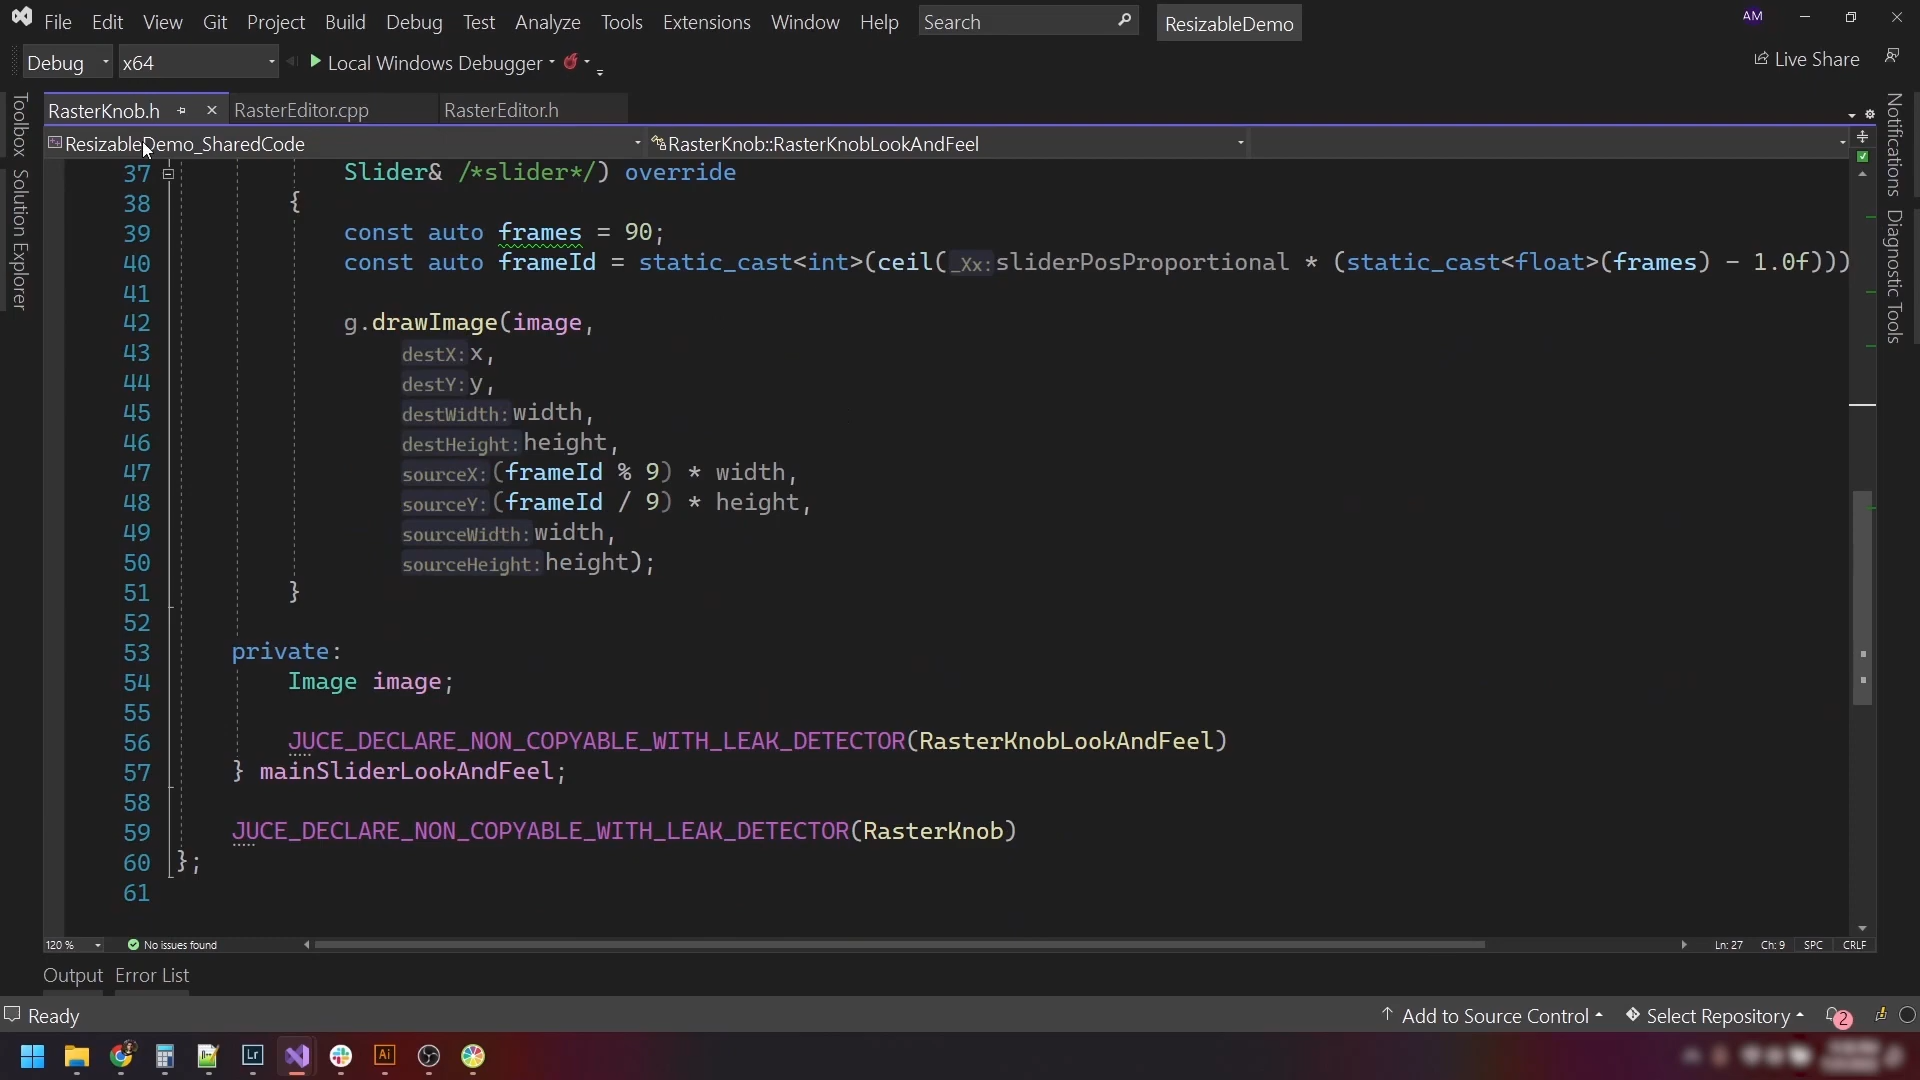 File Edit View Git Project Build Debug Test Analyze Tools Extensions Window Help Search ResizableDemo AM
Debug x64 Local Windows Debugger Live Share
RasterKnob.h RasterEditor.cpp RasterEditor.h
ResizableDemo_SharedCode RasterKnob::RasterKnobLookAndFeel
Toolbox
Solution Explorer
Notifications
Diagnostic Tools
37 Slider& /*slider*/) override
38 {
39 const auto frames = 90;
40 const auto frameId = static_cast<int>(ceil(_Xx:sliderPosProportional * (static_cast<float>(frames) - 1.0f)))
41
42 g.drawImage(image,
43 destX:x,
44 destY:y,
45 destWidth:width,
46 destHeight:height,
47 sourceX:(frameId % 9) * width,
48 sourceY:(frameId / 9) * height,
49 sourceWidth:width,
50 sourceHeight:height);
51 }
52
53 private:
54 Image image;
55
56 JUCE_DECLARE_NON_COPYABLE_WITH_LEAK_DETECTOR(RasterKnobLookAndFeel)
57 } mainSliderLookAndFeel;
58
59 JUCE_DECLARE_NON_COPYABLE_WITH_LEAK_DETECTOR(RasterKnob)
60 };
61
120 % No issues found Ln: 27 Ch: 9 SPC CRLF
Output Error List
Ready Add to Source Control Select Repository 2
Lr Ai